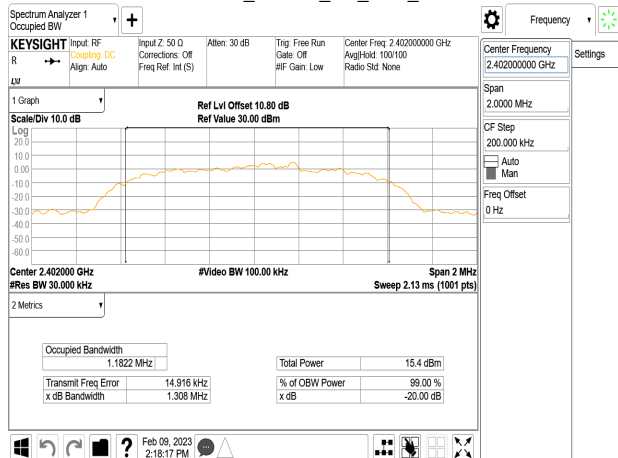 Spectrum Analyzer 1
Occupied BW
Frequency
KEYSIGHT
R
Input: RF
Coupling: DC
Align: Auto
Input Z: 50 Ω
Corrections: Off
Freq Ref: Int (S)
Atten: 30 dB
Trig: Free Run
Gate: Off
#IF Gain: Low
Center Freq: 2.402000000 GHz
Avg|Hold: 100/100
Radio Std: None
Center Frequency
2.402000000 GHz
Settings
Span
2.0000 MHz
CF Step
200.000 kHz
Auto
Man
Freq Offset
0 Hz
1 Graph
Ref Lvl Offset 10.80 dB
Scale/Div 10.0 dB
Ref Value 30.00 dBm
Log
20.0
10.0
0.00
-10.0
-20.0
-30.0
-40.0
-50.0
-60.0
Center 2.402000 GHz
#Video BW 100.00 kHz
Span 2 MHz
#Res BW 30.000 kHz
Sweep 2.13 ms (1001 pts)
2 Metrics
Occupied Bandwidth
1.1822 MHz
Total Power 15.4 dBm
Transmit Freq Error 14.916 kHz
% of OBW Power 99.00 %
x dB Bandwidth 1.308 MHz
x dB -20.00 dB
?
Feb 09, 2023
2:18:17 PM